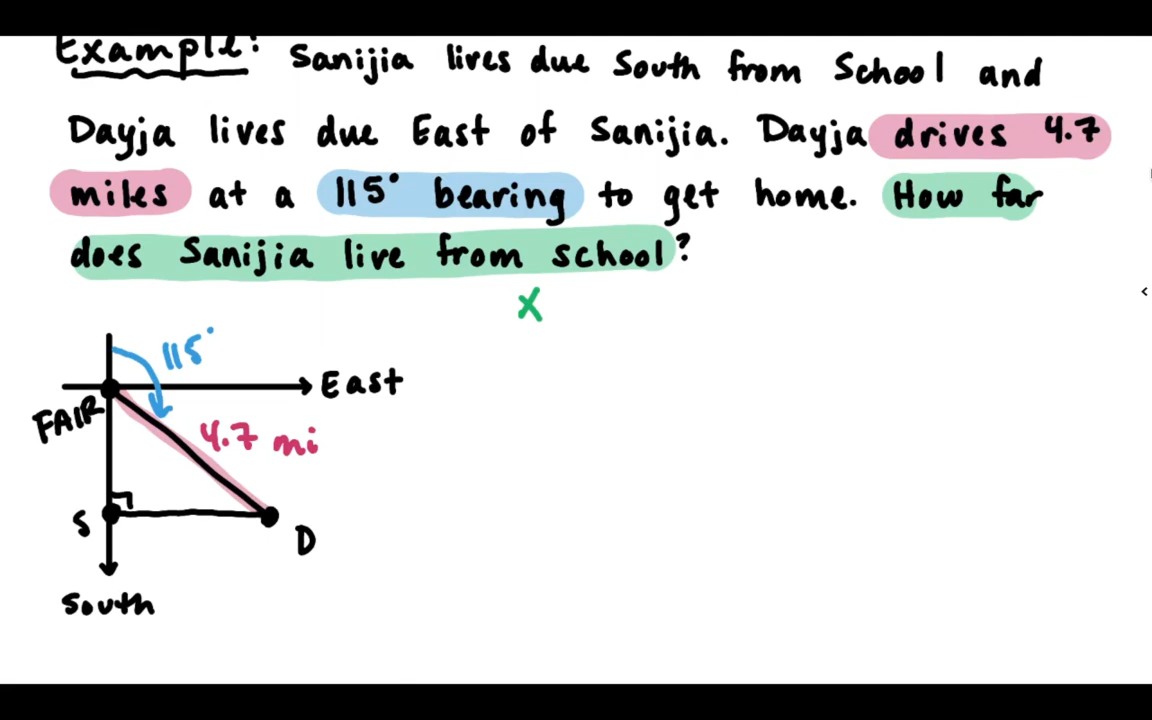 Example: Sanijia lives due South from School and
Dayja lives due East of Sanijia. Dayja drives 4.7
miles at a 115° bearing to get home. How far
does Sanijia live from school?
X
115°
East
FAIR
4.7 mi
S
D
South